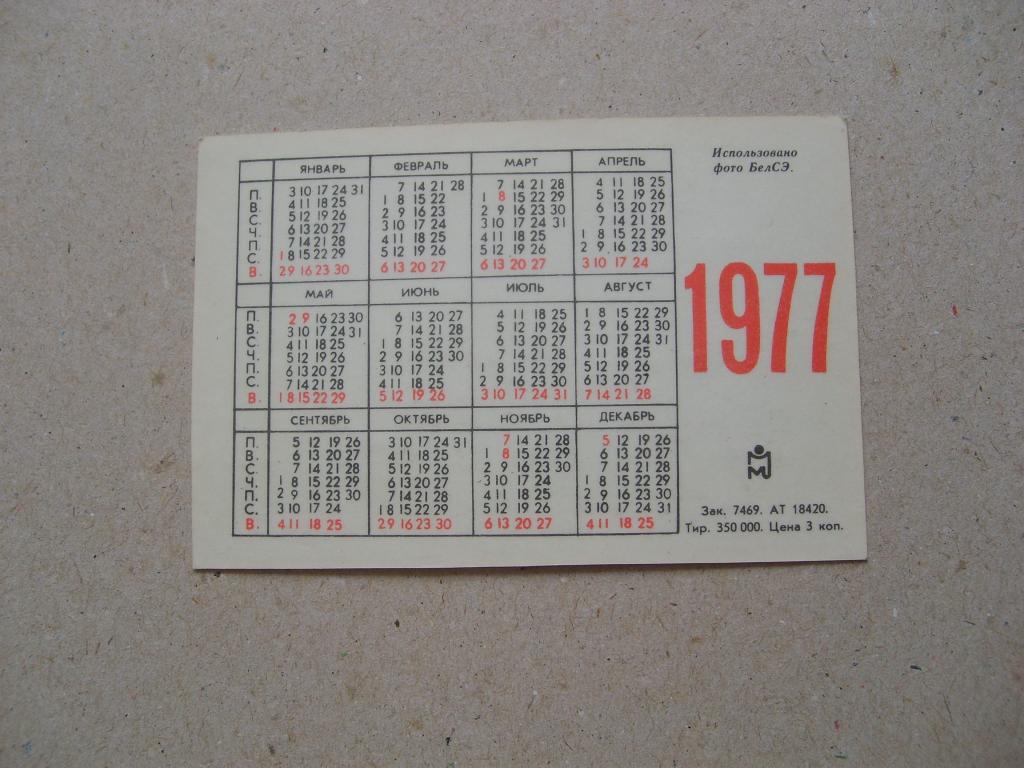 ЯНВАРЬ ФЕВРАЛЬ МАРТ АПРЕЛЬ
П. 3 10 17 24 31 7 14 21 28 7 14 21 28 4 11 18 25
В. 4 11 18 25 1 8 15 22 1 8 15 22 29 5 12 19 26
С. 5 12 19 26 2 9 16 23 2 9 16 23 30 6 13 20 27
Ч. 6 13 20 27 3 10 17 24 3 10 17 24 31 7 14 21 28
П. 7 14 21 28 4 11 18 25 4 11 18 25 1 8 15 22 29
С. 1 8 15 22 29 5 12 19 26 5 12 19 26 2 9 16 23 30
В. 2 9 16 23 30 6 13 20 27 6 13 20 27 3 10 17 24
МАЙ ИЮНЬ ИЮЛЬ АВГУСТ
П. 2 9 16 23 30 6 13 20 27 4 11 18 25 1 8 15 22 29
В. 3 10 17 24 31 7 14 21 28 5 12 19 26 2 9 16 23 30
С. 4 11 18 25 1 8 15 22 29 6 13 20 27 3 10 17 24 31
Ч. 5 12 19 26 2 9 16 23 30 7 14 21 28 4 11 18 25
П. 6 13 20 27 3 10 17 24 1 8 15 22 29 5 12 19 26
С. 7 14 21 28 4 11 18 25 2 9 16 23 30 6 13 20 27
В. 1 8 15 22 29 5 12 19 26 3 10 17 24 31 7 14 21 28
СЕНТЯБРЬ ОКТЯБРЬ НОЯБРЬ ДЕКАБРЬ
П. 5 12 19 26 3 10 17 24 31 7 14 21 28 5 12 19 26
В. 6 13 20 27 4 11 18 25 1 8 15 22 29 6 13 20 27
С. 7 14 21 28 5 12 19 26 2 9 16 23 30 7 14 21 28
Ч. 1 8 15 22 29 6 13 20 27 3 10 17 24 1 8 15 22 29
П. 2 9 16 23 30 7 14 21 28 4 11 18 25 2 9 16 23 30
С. 3 10 17 24 1 8 15 22 29 5 12 19 26 3 10 17 24 31
В. 4 11 18 25 2 9 16 23 30 6 13 20 27 4 11 18 25
Использовано
фото БелСЭ.
1977
Зак. 7469. АТ 18420.
Тир. 350 000. Цена 3 коп.